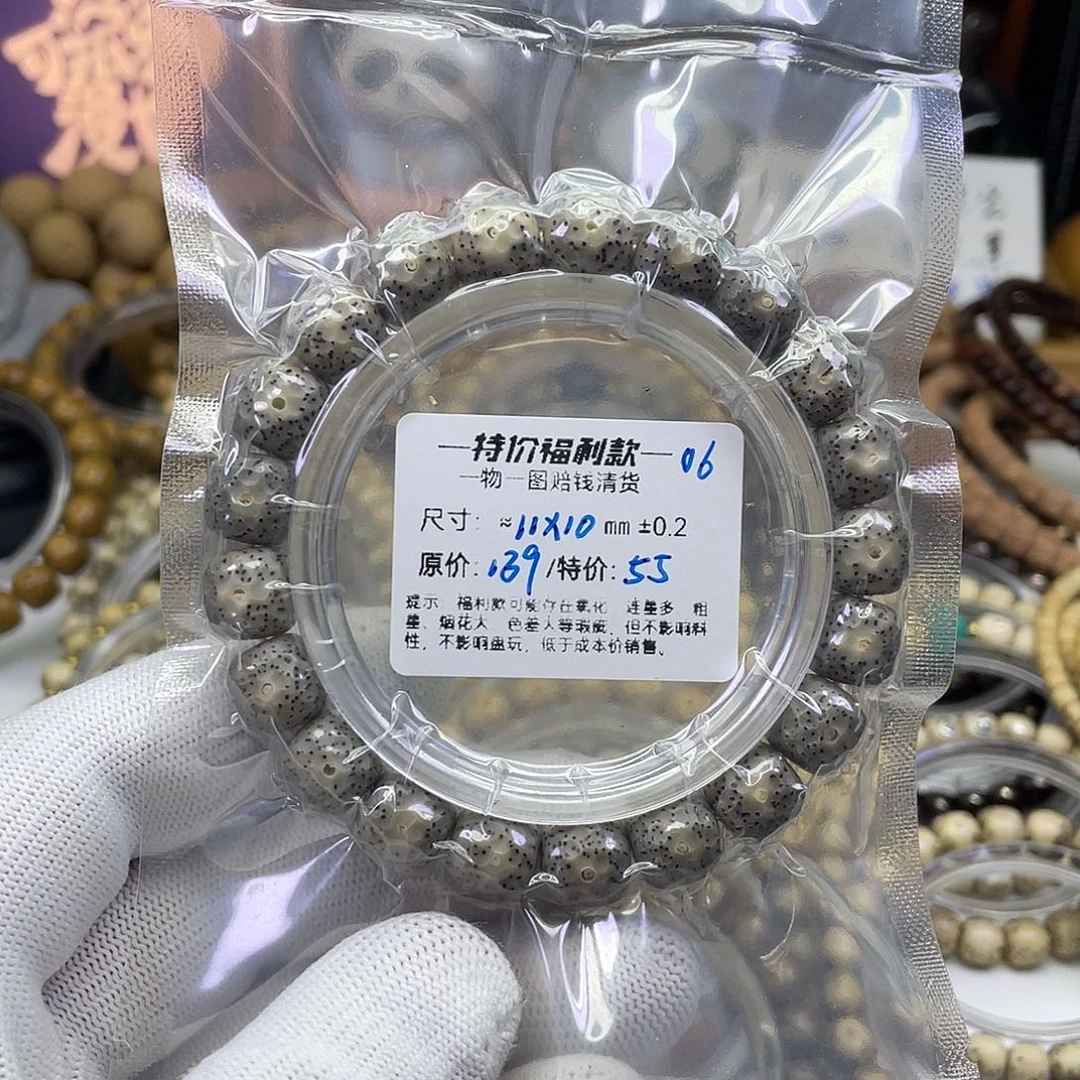 特价福利款 06
一物一图赔钱清货
尺寸: ≈11X10 mm ±0.2
原价: 139/特价: 55
提示: 福利款可能存在氧化 连星多 粗
星、烟花大 色差大等瑕疵, 但不影响料
性, 不影响盘玩, 低于成本价销售。